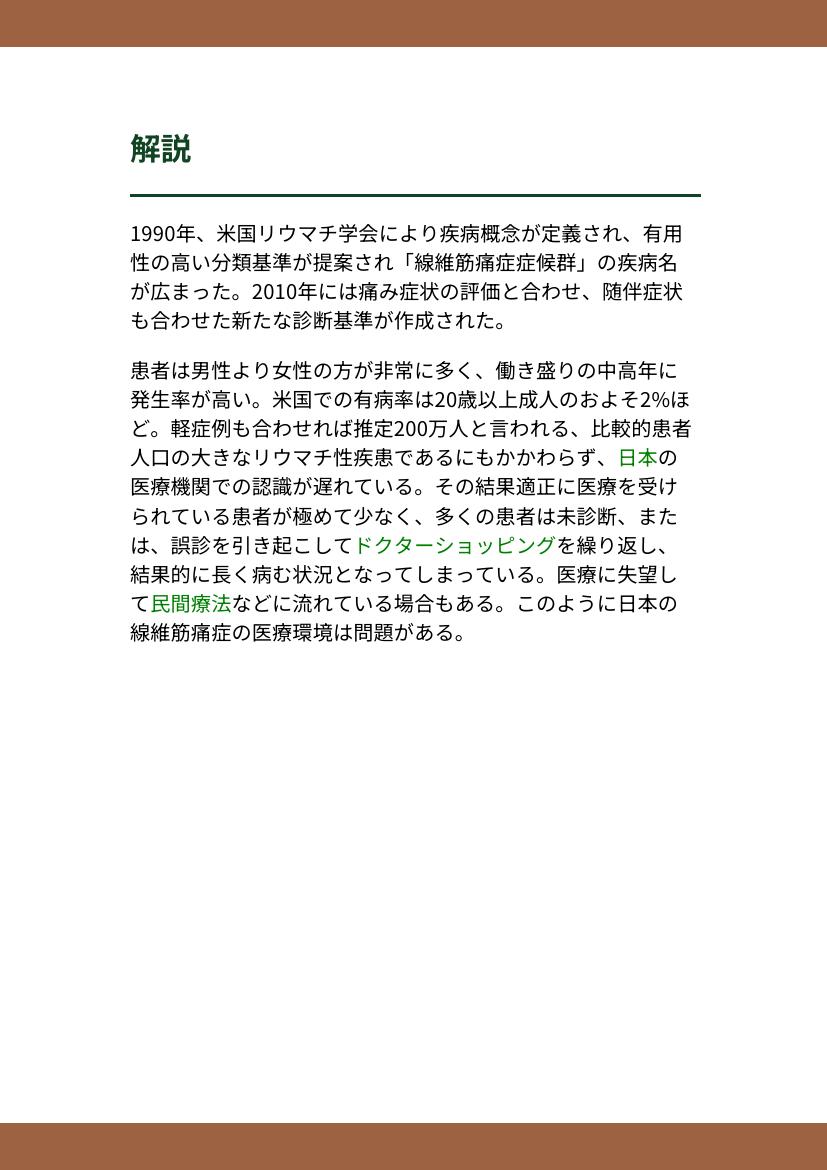 解説
1990年、米国リウマチ学会により疾病概念が定義され、有用
性の高い分類基準が提案され「線維筋痛症症候群」の疾病名
が広まった。2010年には痛み症状の評価と合わせ、随伴症状
も合わせた新たな診断基準が作成された。
患者は男性より女性の方が非常に多く、働き盛りの中高年に
発生率が高い。米国での有病率は20歳以上成人のおよそ2%ほ
ど。軽症例も合わせれば推定200万人と言われる、比較的患者
人口の大きなリウマチ性疾患であるにもかかわらず、日本の
医療機関での認識が遅れている。その結果適正に医療を受け
られている患者が極めて少なく、多くの患者は未診断、また
は、誤診を引き起こしてドクターショッピングを繰り返し、
結果的に長く病む状況となってしまっている。医療に失望し
て民間療法などに流れている場合もある。このように日本の
線維筋痛症の医療環境は問題がある。